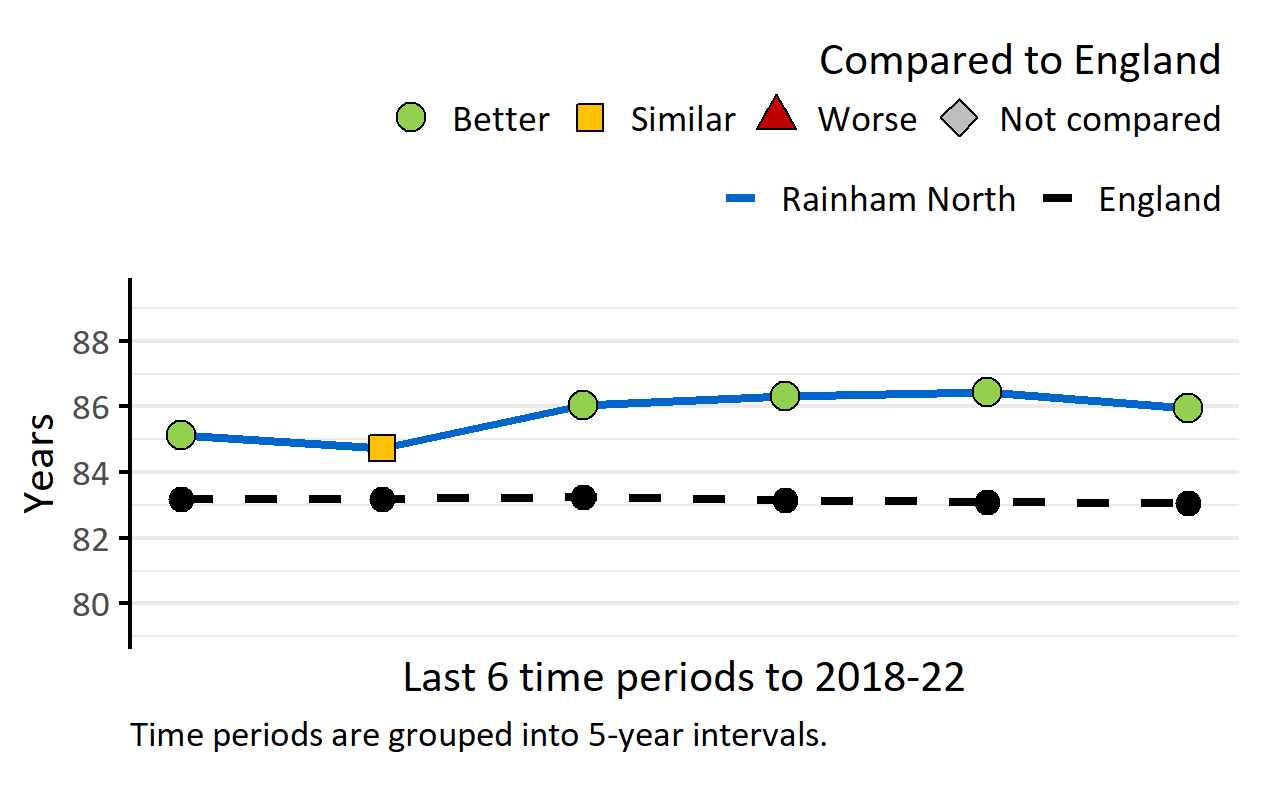 Compared to England
Better Similar Worse Not compared
Rainham North England
88
86
84
82
80
Years
Last 6 time periods to 2018-22
Time periods are grouped into 5-year intervals.